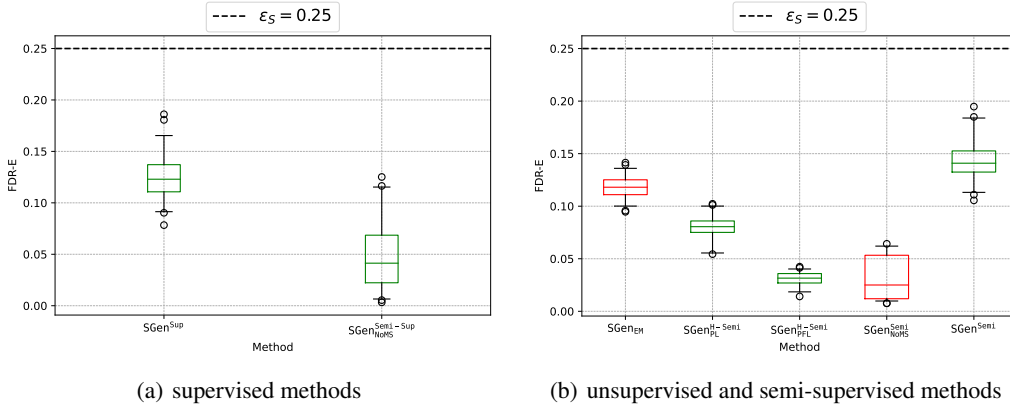 ε_S = 0.25
0.25
0.20
0.15
0.10
0.05
0.00
FDR-E
SGen^Sup
SGen^Semi-Sup_NoMS
Method
(a) supervised methods
ε_S = 0.25
0.25
0.20
0.15
0.10
0.05
0.00
FDR-E
SGen_EM
SGen^H-Semi_PL
SGen^H-Semi_PFL
SGen^Semi_NoMS
SGen^Semi
Method
(b) unsupervised and semi-supervised methods